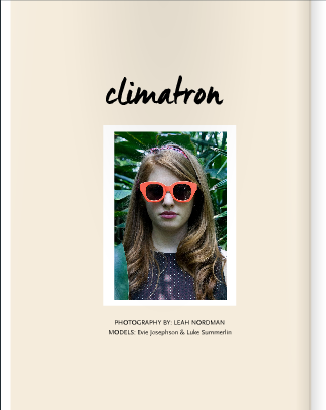 climatron
PHOTOGRAPHY BY: LEAH NORDMAN
MODELS: Evie Josephson & Luke Summerlin